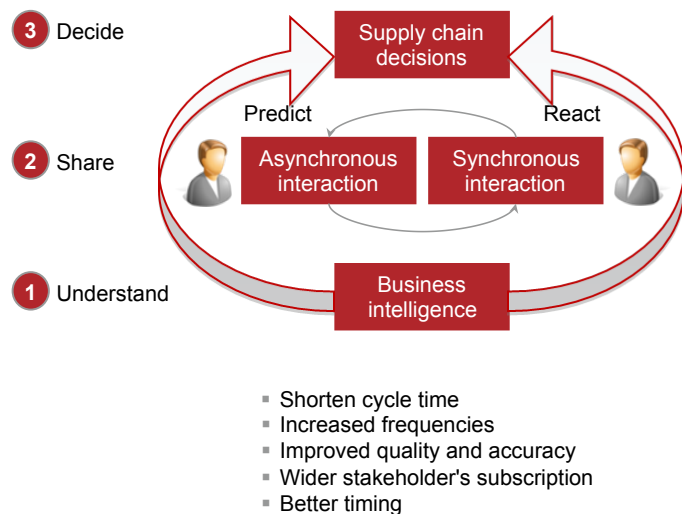 3 Decide
Supply chain
decisions
Predict
React
2 Share
Asynchronous
interaction
Synchronous
interaction
1 Understand
Business
intelligence
Shorten cycle time
Increased frequencies
Improved quality and accuracy
Wider stakeholder's subscription
Better timing